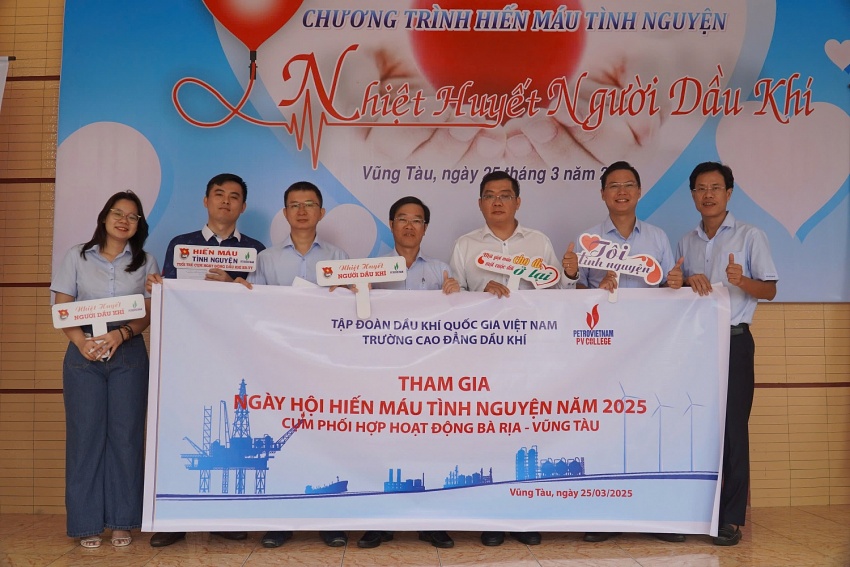 CHƯƠNG TRÌNH HIẾN MÁU TÌNH NGUYỆN
Nhiệt Huyết Người Dầu Khí
Vũng Tàu, ngày 25 tháng 3 năm 2
HIẾN MÁU
TÌNH NGUYỆN
Nhiệt Huyết
NGƯỜI DẦU KHÍ
Nhiệt Huyết
NGƯỜI DẦU KHÍ
cho đi
ở lại
Tôi
tình nguyện
TẬP ĐOÀN DẦU KHÍ QUỐC GIA VIỆT NAM
TRƯỜNG CAO ĐẲNG DẦU KHÍ
PETROVIETNAM
PV COLLEGE
THAM GIA
NGÀY HỘI HIẾN MÁU TÌNH NGUYỆN NĂM 2025
CỤM PHỐI HỢP HOẠT ĐỘNG BÀ RỊA - VŨNG TÀU
Vũng Tàu, ngày 25/03/2025